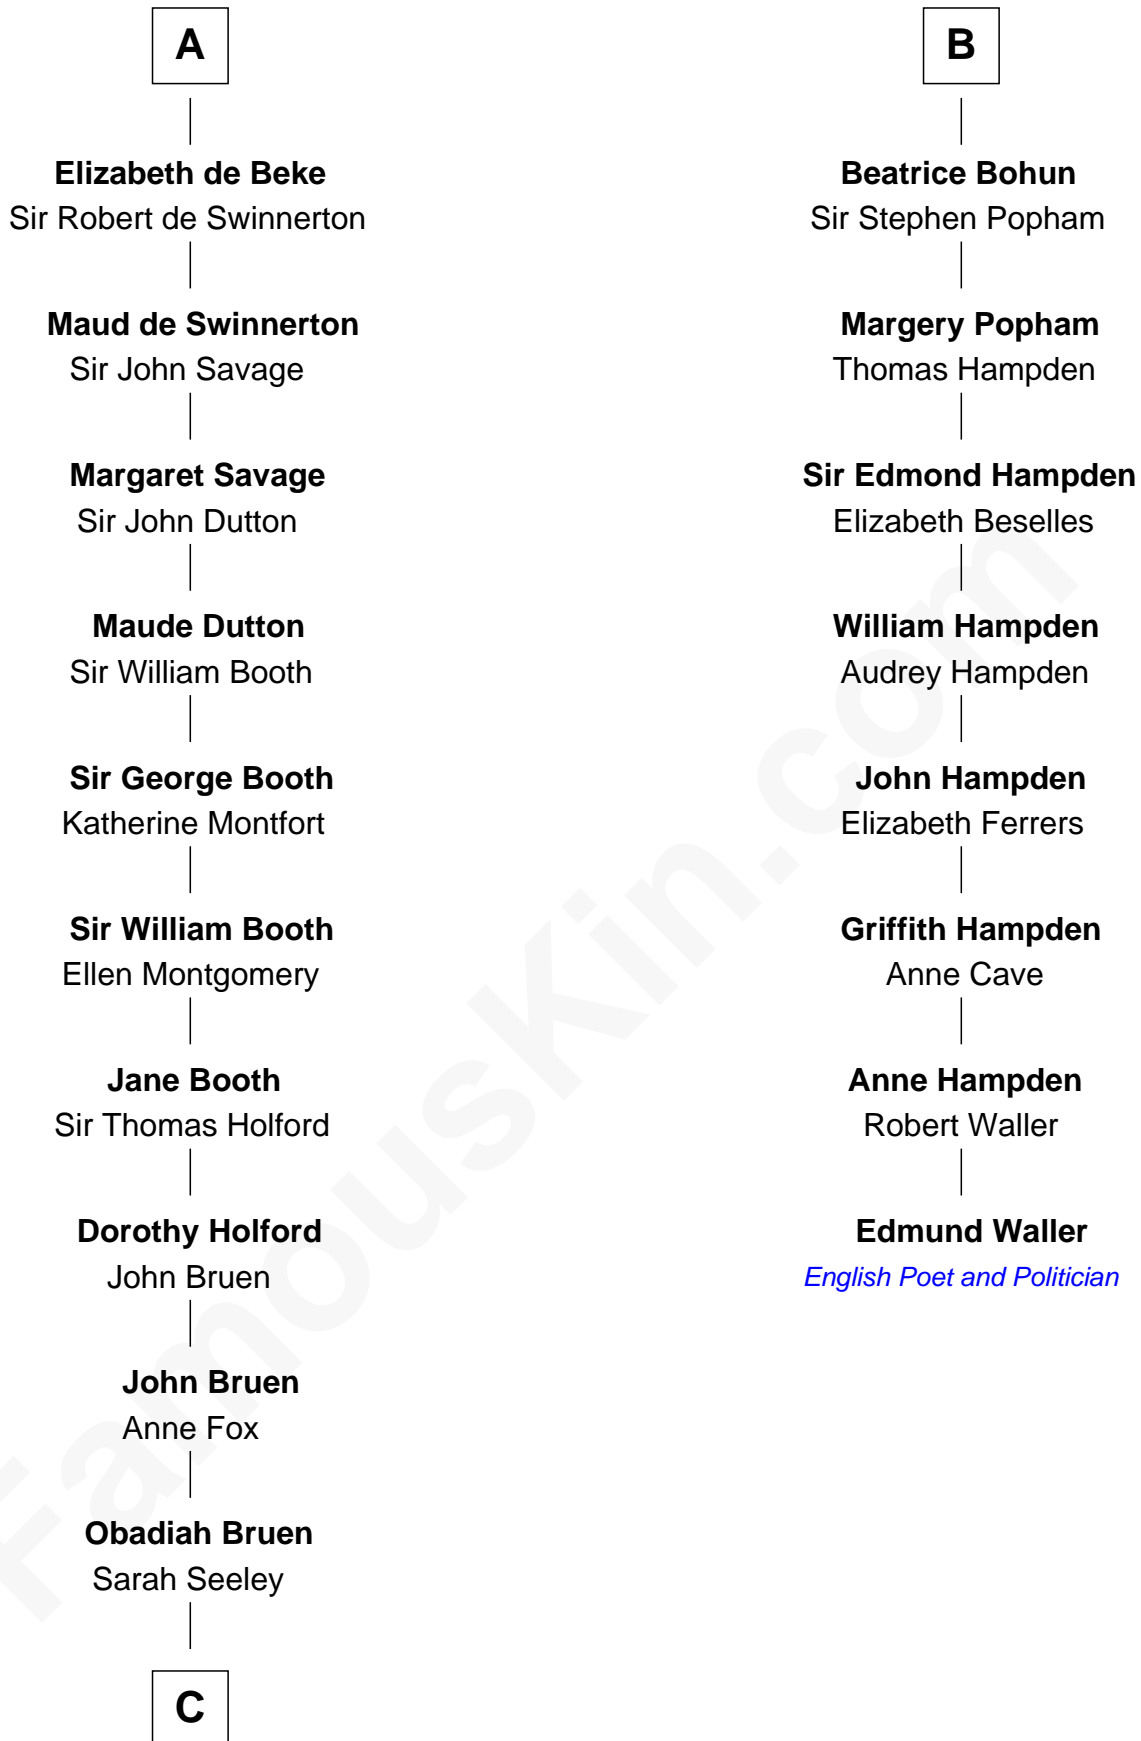 A
Elizabeth de Beke
Sir Robert de Swinnerton
Maud de Swinnerton
Sir John Savage
Margaret Savage
Sir John Dutton
Maude Dutton
Sir William Booth
Sir George Booth
Katherine Montfort
Sir William Booth
Ellen Montgomery
Jane Booth
Sir Thomas Holford
Dorothy Holford
John Bruen
John Bruen
Anne Fox
Obadiah Bruen
Sarah Seeley
C
B
Beatrice Bohun
Sir Stephen Popham
Margery Popham
Thomas Hampden
Sir Edmond Hampden
Elizabeth Beselles
William Hampden
Audrey Hampden
John Hampden
Elizabeth Ferrers
Griffith Hampden
Anne Cave
Anne Hampden
Robert Waller
Edmund Waller
English Poet and Politician
FamousKin.com